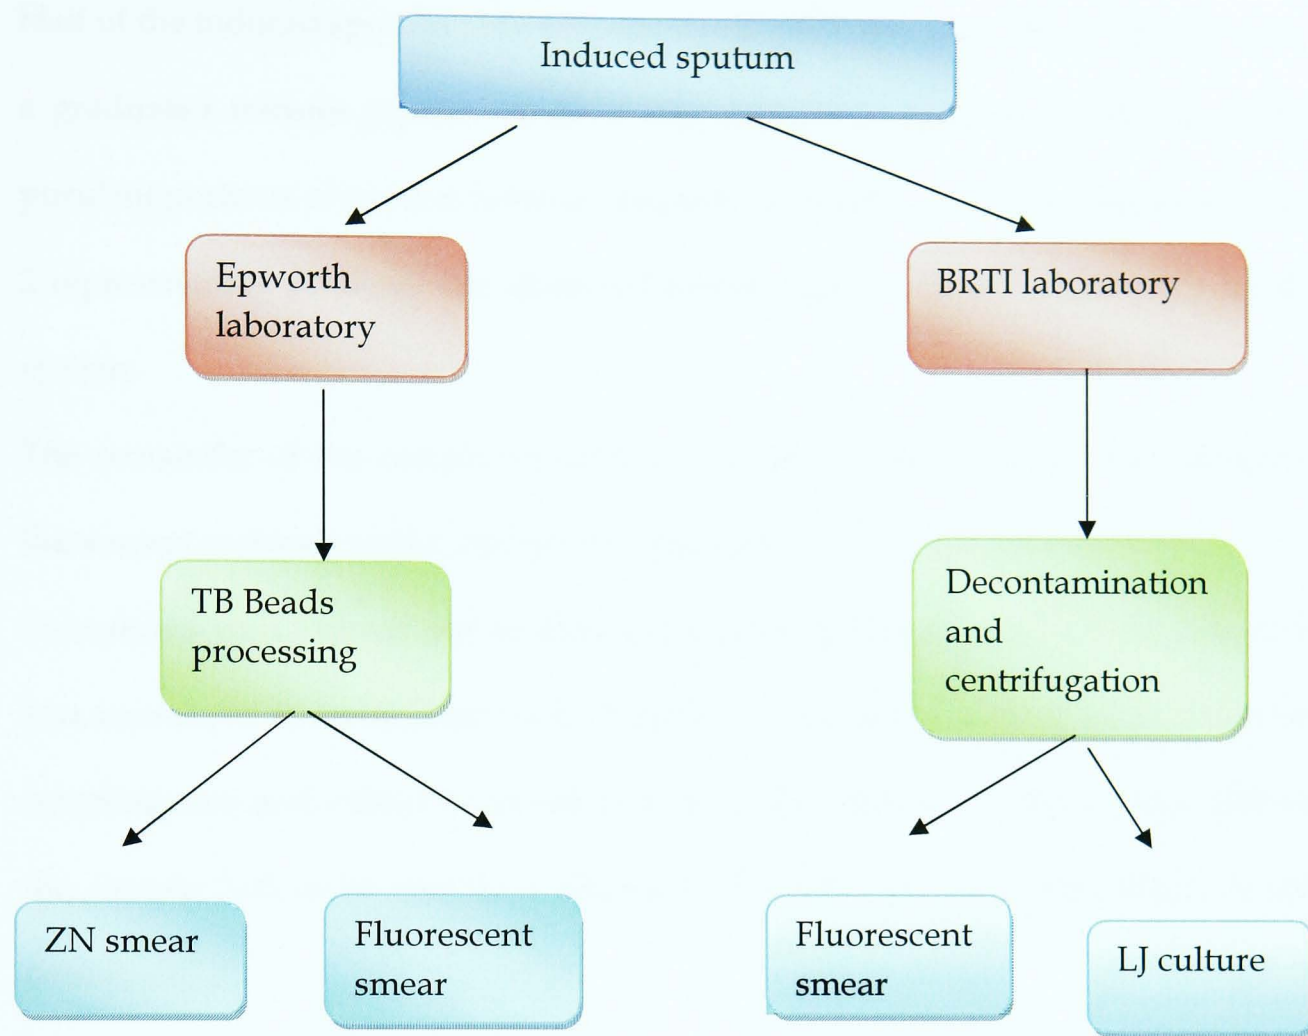 Induced sputum
Epworth
laboratory
BRTI laboratory
TB Beads
processing
Decontamination
and
centrifugation
ZN smear
Fluorescent
smear
Fluorescent
smear
LJ culture